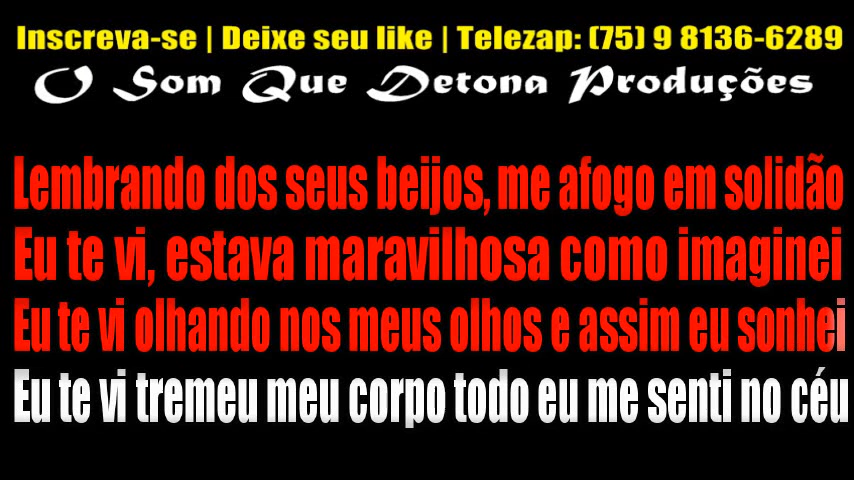 Inscreva-se | Deixe seu like | Telezap: (75) 9 8136-6289
O Som Que Detona Produções
Lembrando dos seus beijos, me afogo em solidão
Eu te vi, estava maravilhosa como imaginei
Eu te vi olhando nos meus olhos e assim eu sonhei
Eu te vi tremeu meu corpo todo eu me senti no céu